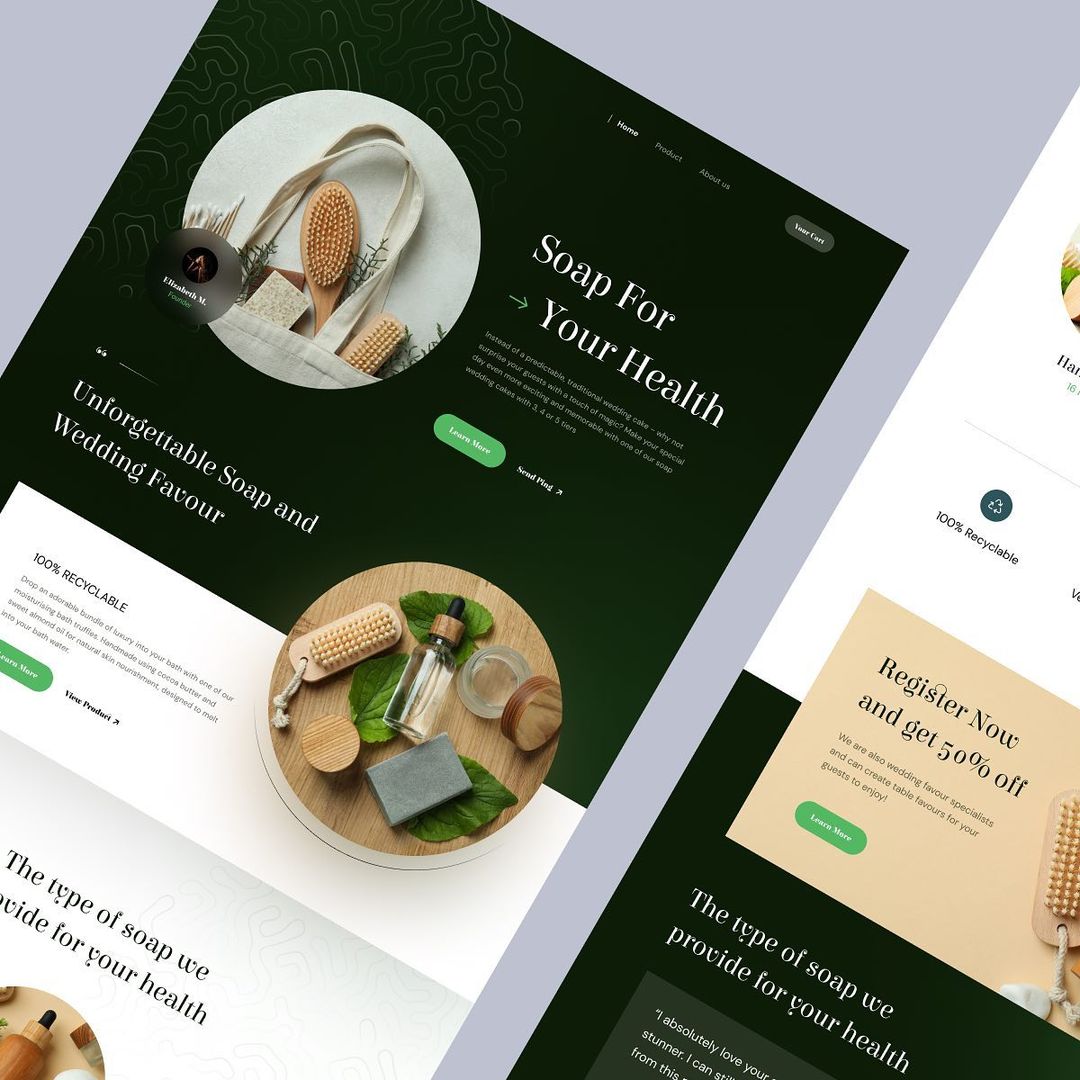 Home
Product
About us
Your Cart
Soap For
Your Health
Instead of a predictable, traditional wedding cake – why not
surprise your guests with a touch of magic? Make your special
day even more exciting and memorable with one of our soap
wedding cakes with 3, 4 or 5 tiers
Learn More
Send Ping
Elizabeth M.
Founder
“
Unforgettable Soap and
Wedding Favour
100% RECYCLABLE
Drop an adorable bundle of luxury into your bath with one of our
moisturising bath truffles. Handmade using cocoa butter and
sweet almond oil for natural skin nourishment, designed to melt
into your bath water.
Learn More
View Product
The type of soap we
provide for your health
100% Recyclable
Register Now
and get 50% off
We are also wedding favour specialists
and can create table favours for your
guests to enjoy!
Learn More
The type of soap we
provide for your health
“I absolutely love your
stunner. I can
from this